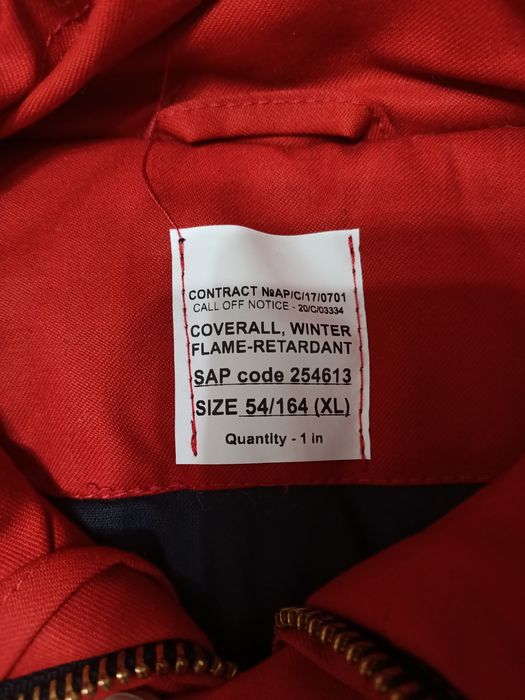 CONTRACT №AP/C/17/0701
CALL OFF NOTICE - 20/C/03334
COVERALL, WINTER
FLAME-RETARDANT
SAP code 254613
SIZE 54/164 (XL)
Quantity - 1 in